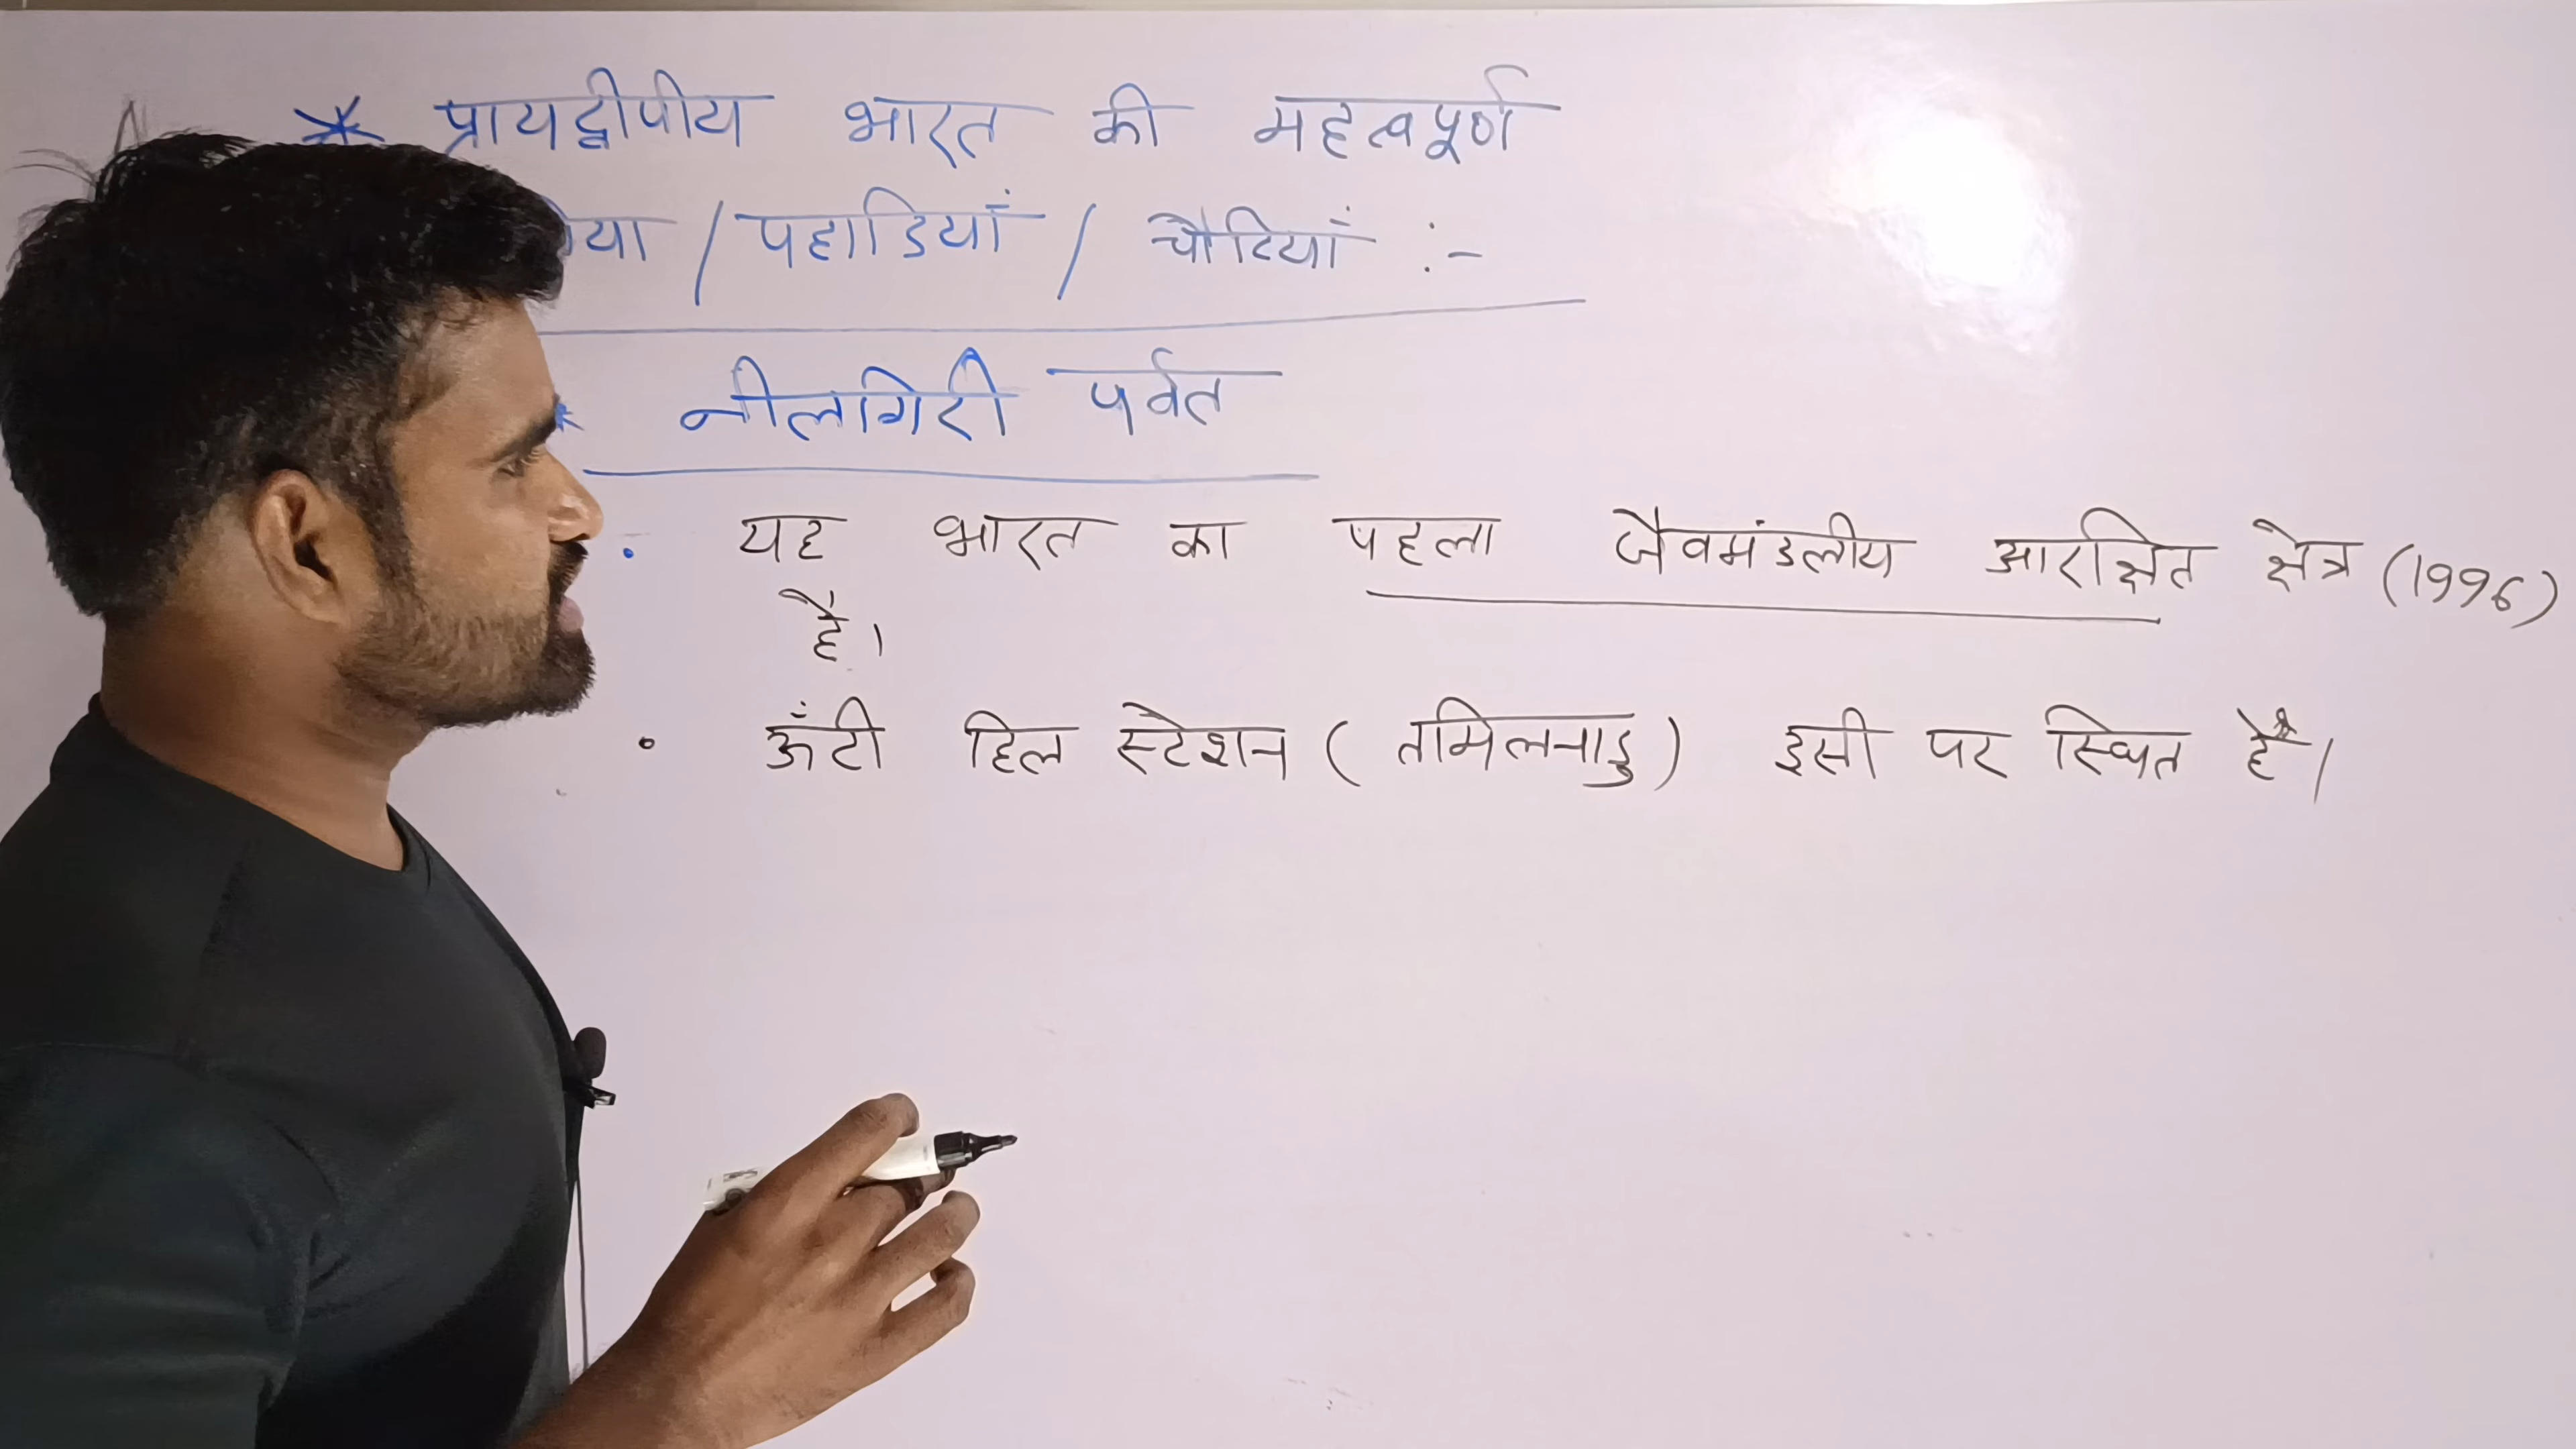 * प्रायद्वीपीय भारत की महत्वपूर्ण
/ पहाडियाँ / चौटियाँ :-
* नीलगिरी पर्वत
• यह भारत का पहला जैवमंडलीय आरक्षित क्षेत्र (1996)
है।
• ऊँटी हिल स्टेशन ( तमिलनाडु ) इसी पर स्थित है।